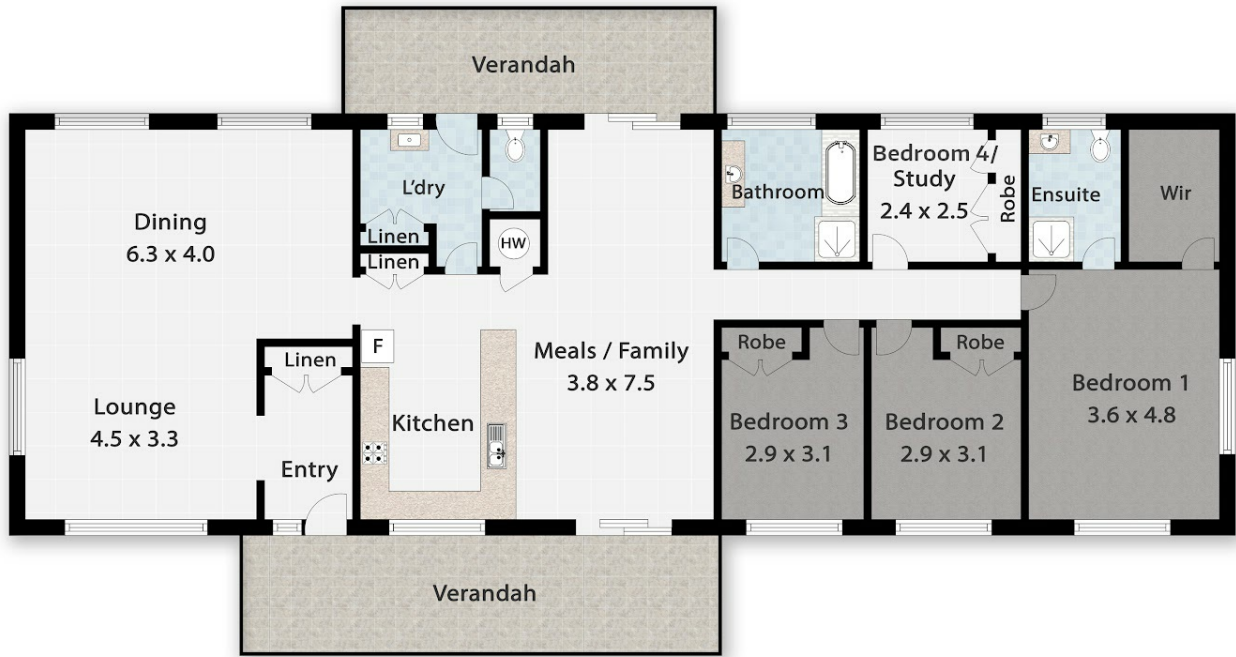 Verandah
Dining
6.3 x 4.0
L'dry
Linen
Linen
HW
Bathroom
Bedroom 4/
Study
2.4 x 2.5
Robe
Ensuite
Wir
Linen
Lounge
4.5 x 3.3
Entry
F
Kitchen
Meals / Family
3.8 x 7.5
Robe
Bedroom 3
2.9 x 3.1
Robe
Bedroom 2
2.9 x 3.1
Bedroom 1
3.6 x 4.8
Verandah